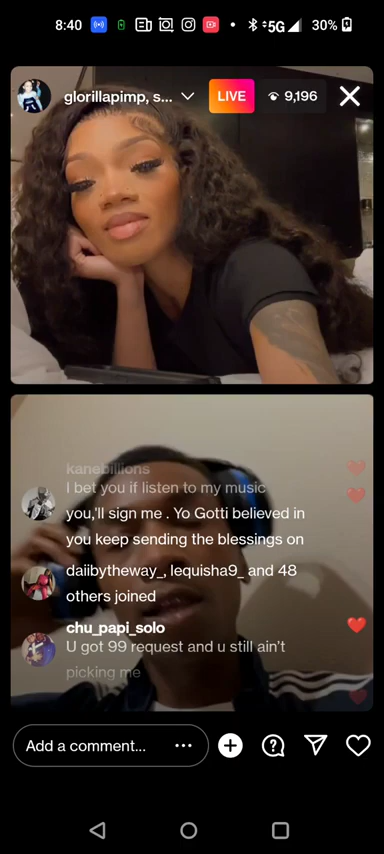 8:40
5G
30%
glorillapimp, s...
LIVE
9,196
kanebillions
I bet you if listen to my music
you,'ll sign me . Yo Gotti believed in
you keep sending the blessings on
daiibytheway_, lequisha9_ and 48
others joined
chu_papi_solo
U got 99 request and u still ain't
picking me
Add a comment...